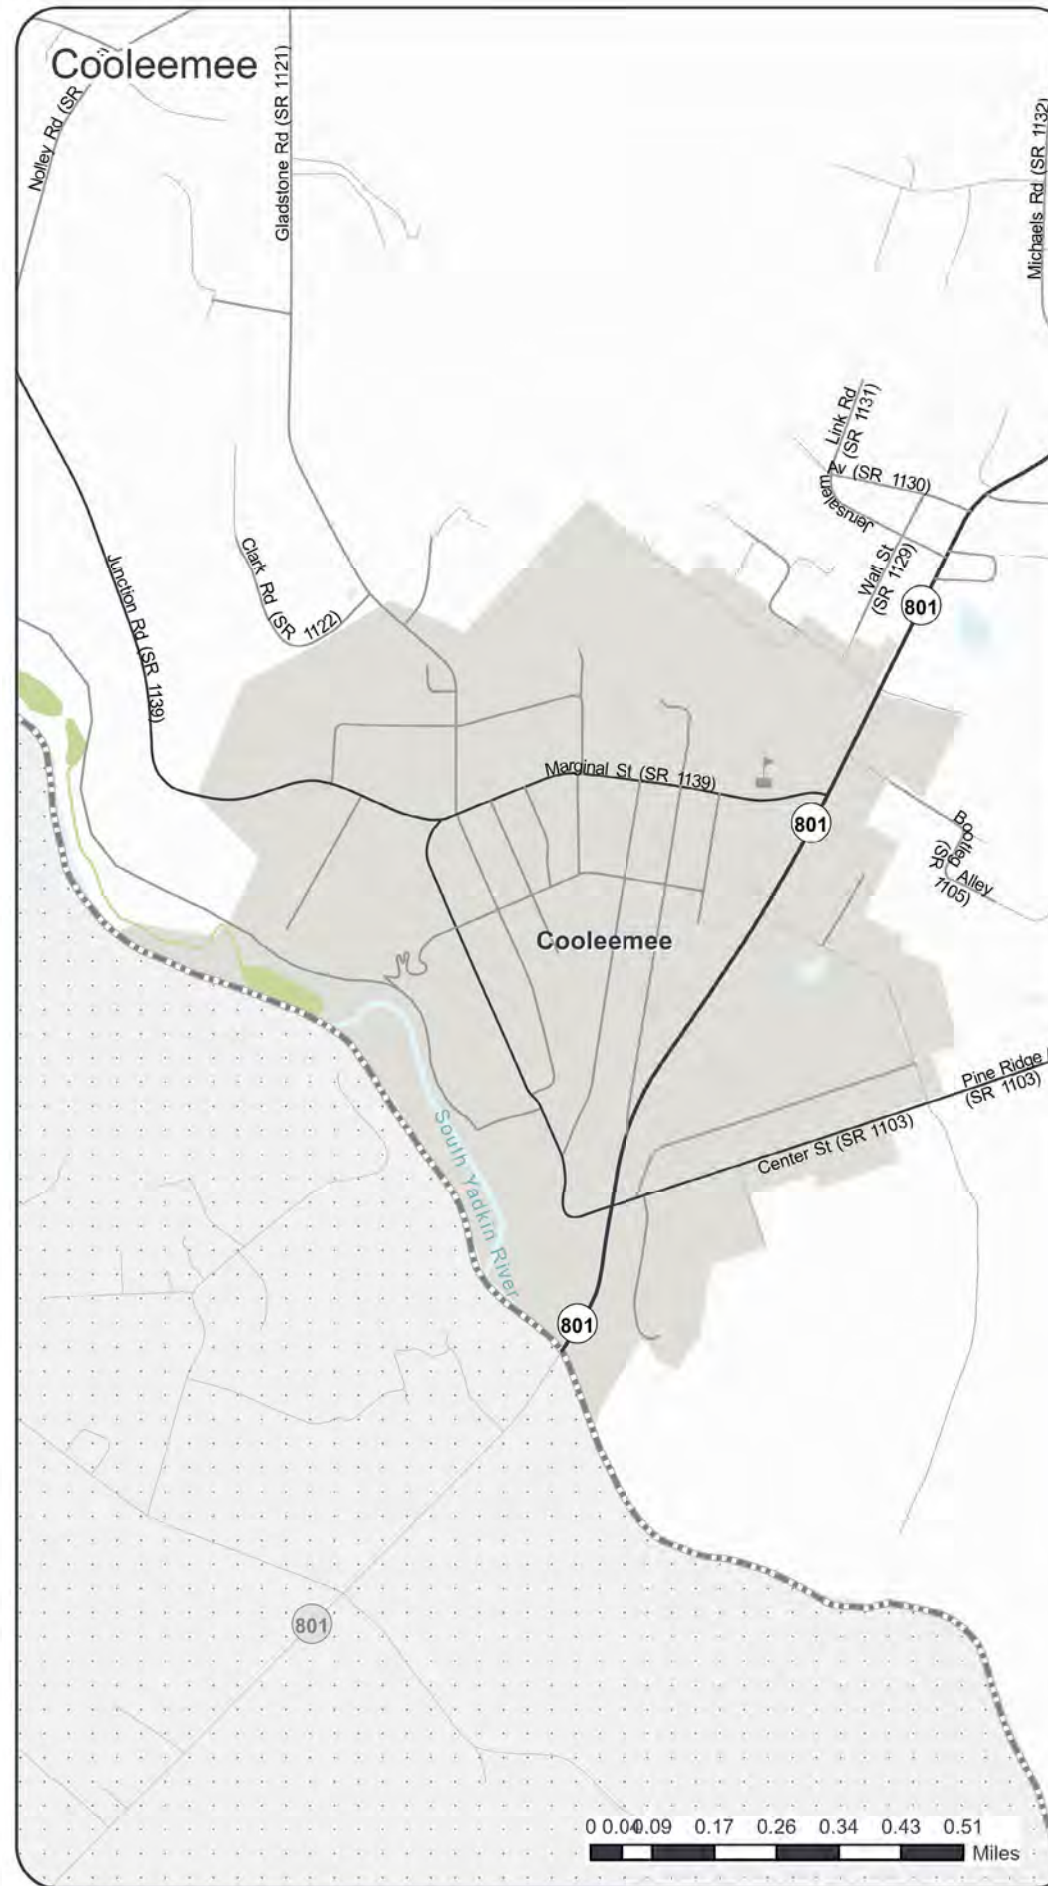 Cooleemee
Nolley Rd (SR
Gladstone Rd (SR 1121)
Michaels Rd (SR 1132)
Link Rd
(SR 1131)
Jerusalem Av (SR 1130)
Wall St
(SR 1129)
801
Clark Rd (SR 1122)
Junction Rd (SR 1139)
Marginal St (SR 1139)
801
Bootleg Alley
(SR 1105)
Cooleemee
Pine Ridge
(SR 1103)
Center St (SR 1103)
South Yadkin River
801
801
0 0.04 0.09 0.17 0.26 0.34 0.43 0.51
Miles